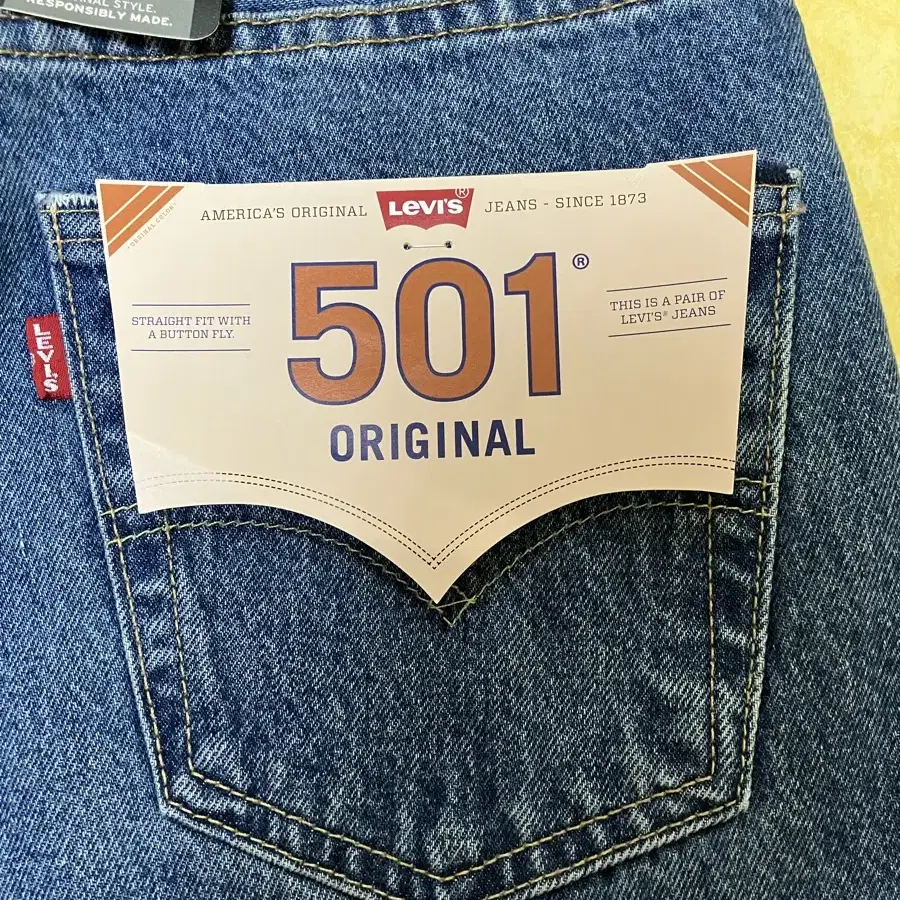 NAL STYLE.
RESPONSIBLY MADE.
ORIGINAL COLOR
AMERICA'S ORIGINAL LEVI'S® JEANS - SINCE 1873
501®
STRAIGHT FIT WITH
A BUTTON FLY.
THIS IS A PAIR OF
LEVI'S® JEANS
ORIGINAL
LEVI'S